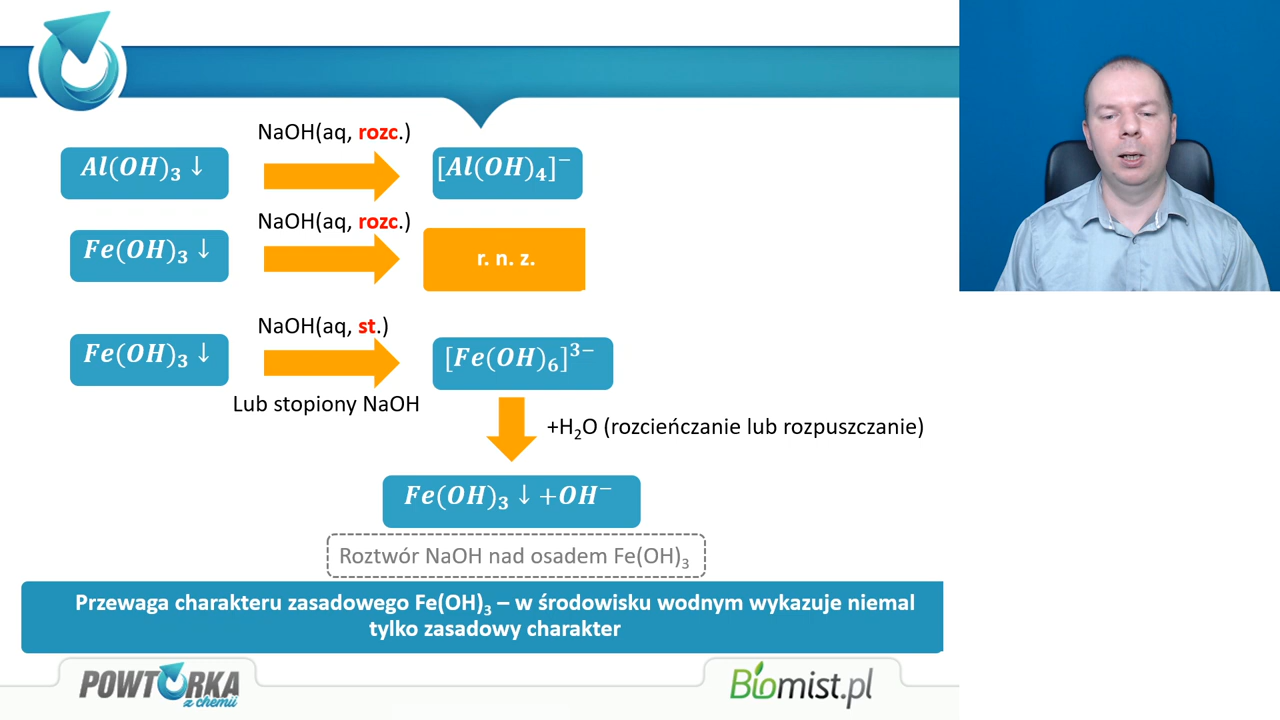 NaOH(aq, rozc.)
Al(OH)₃ ↓
[Al(OH)₄]⁻
NaOH(aq, rozc.)
Fe(OH)₃ ↓
r. n. z.
NaOH(aq, st.)
Fe(OH)₃ ↓
[Fe(OH)₆]³⁻
Lub stopiony NaOH
+H₂O (rozcieńczanie lub rozpuszczanie)
Fe(OH)₃ ↓ +OH⁻
Roztwór NaOH nad osadem Fe(OH)₃
Przewaga charakteru zasadowego Fe(OH)₃ – w środowisku wodnym wykazuje niemal
tylko zasadowy charakter
POWTÓRKA
z chemii
Biomist.pl